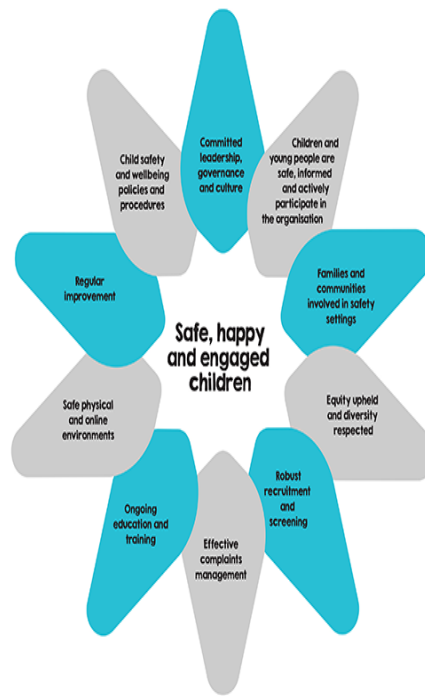 Committed
leadership,
governance
and culture
Children and
young people are
safe, informed
and actively
participate in
the organisation
Families and
communities
involved in safety
settings
Equity upheld
and diversity
respected
Robust
recruitment
and
screening
Effective
complaints
management
Ongoing
education and
training
Safe physical
and online
environments
Regular
improvement
Child safety
and wellbeing
policies and
procedures
Safe, happy
and engaged
children